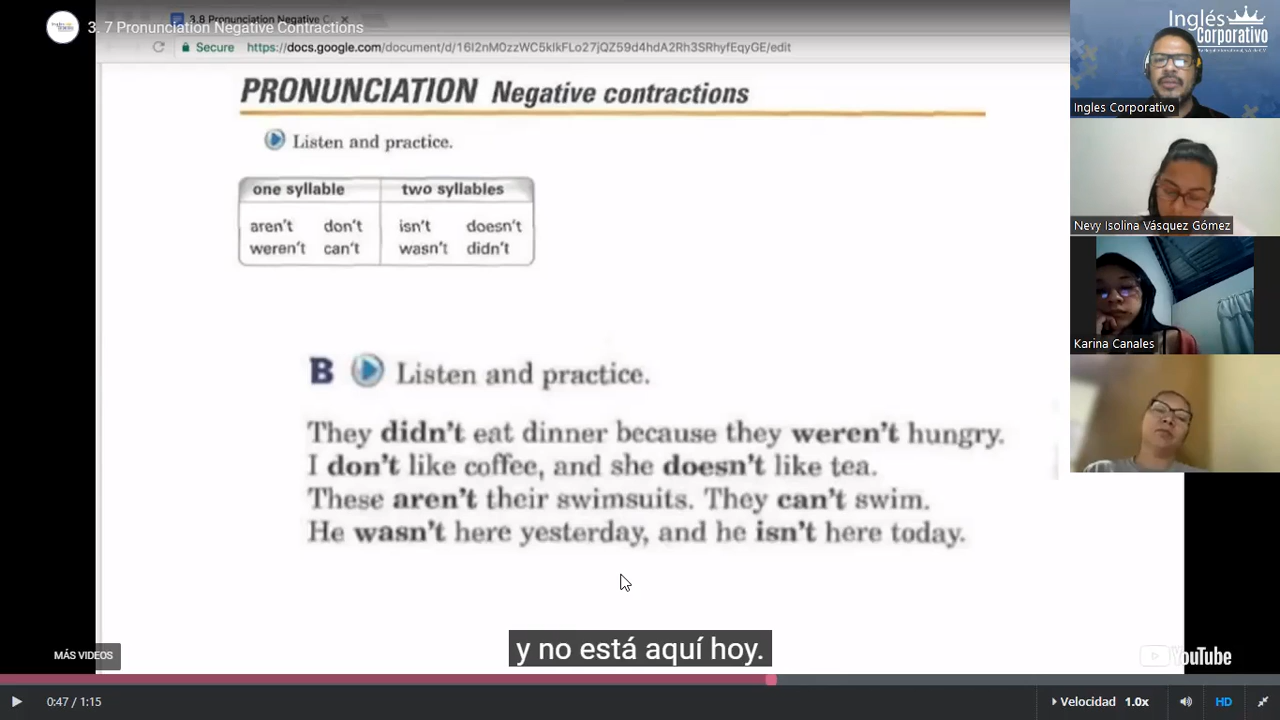 3.8 Pronunciation Negative C
3. 7 Pronunciation Negative Contractions
Secure https://docs.google.com/document/d/16I2nM0zzWC5kIkFLo27jQZ59d4hdA2Rh3SRhyfEqyGE/edit
PRONUNCIATION Negative contractions
Listen and practice.
one syllable two syllables
aren't don't isn't doesn't
weren't can't wasn't didn't
B Listen and practice.
They didn't eat dinner because they weren't hungry.
I don't like coffee, and she doesn't like tea.
These aren't their swimsuits. They can't swim.
He wasn't here yesterday, and he isn't here today.
y no está aquí hoy.
MÁS VIDEOS
YouTube
0:47 / 1:15
Velocidad 1.0x
HD
Inglés
Corporativo
Ingles Corporativo
Nevy Isolina Vásquez Gómez
Karina Canales